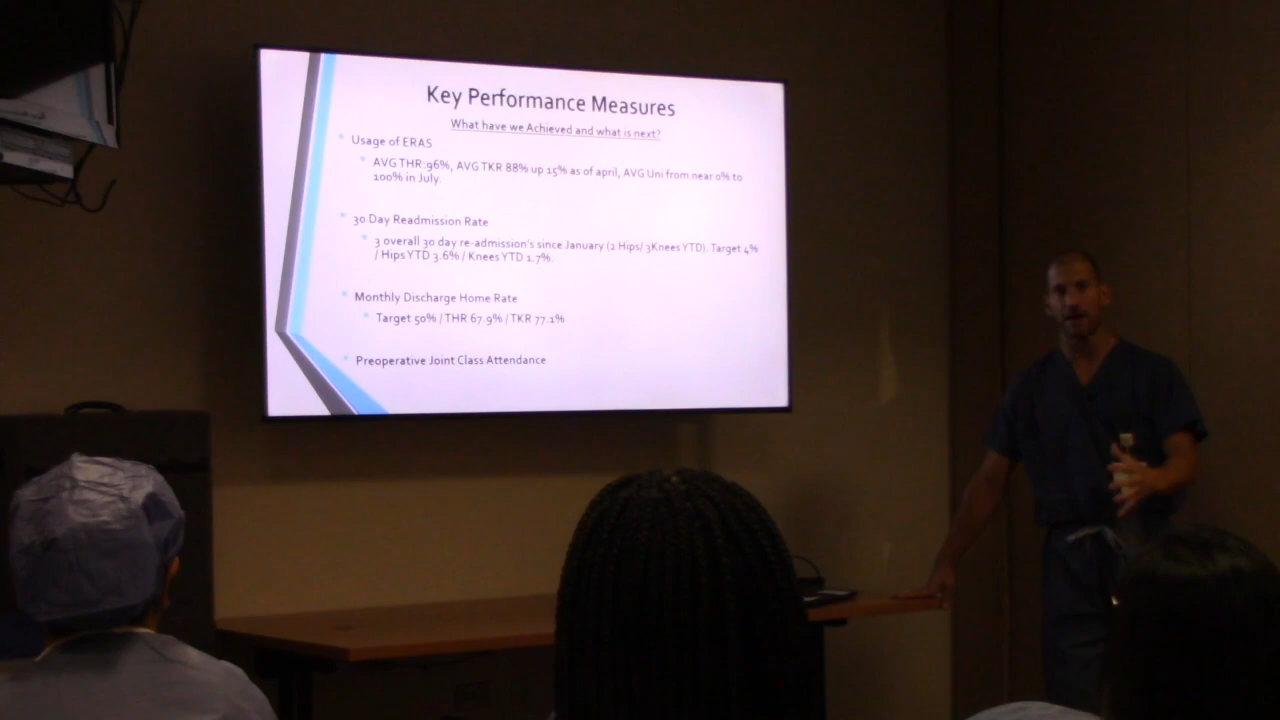 Key Performance Measures
What have we Achieved and what is next?
Usage of ERAS
AVG THR:96%, AVG TKR 88% up 15% as of april, AVG Uni from near 0% to
100% in July.
30 Day Readmission Rate
3 overall 30 day re-admission's since January (2 Hips/ 3Knees YTD). Target 4%
/ Hips YTD 3.6% / Knees YTD 1.7%.
Monthly Discharge Home Rate
Target 50% / THR 67.9% / TKR 77.1%
Preoperative Joint Class Attendance